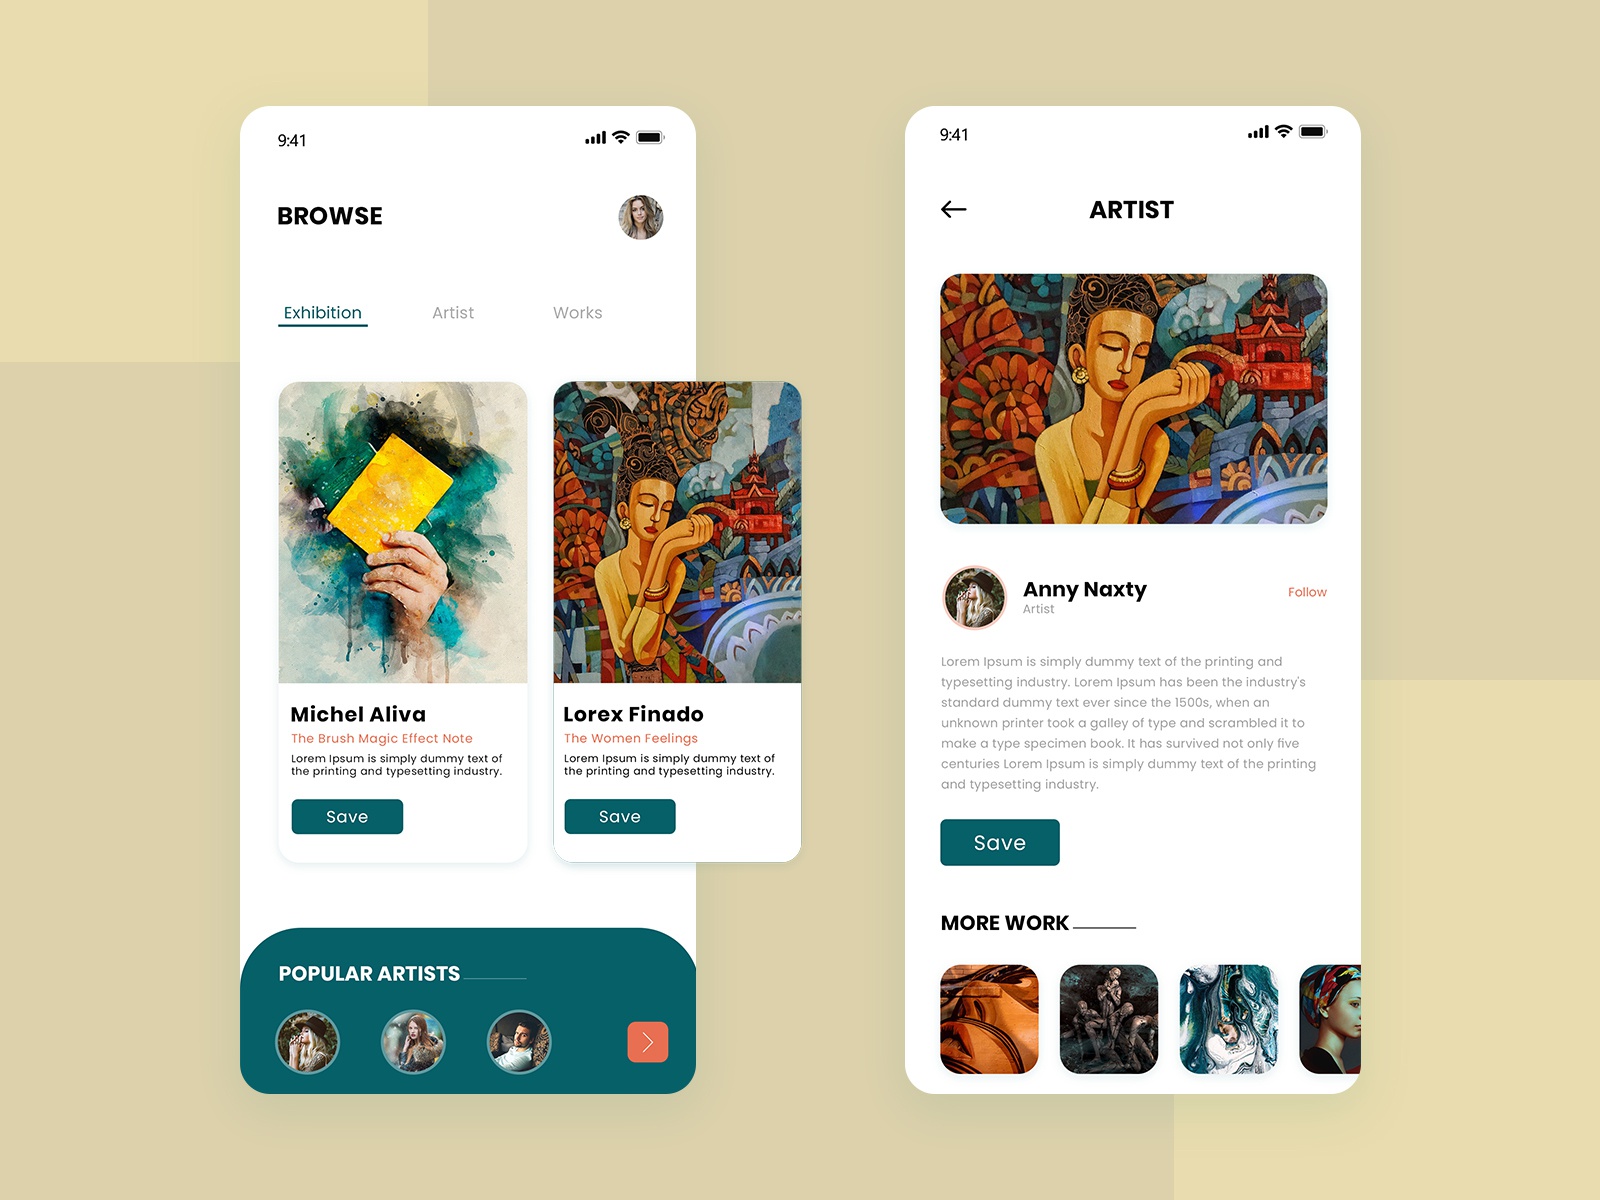 9:41
BROWSE
Exhibition
Artist
Works
Michel Aliva
The Brush Magic Effect Note
Lorem Ipsum is simply dummy text of
the printing and typesetting industry.
Save
Lorex Finado
The Women Feelings
Lorem Ipsum is simply dummy text of
the printing and typesetting industry.
Save
POPULAR ARTISTS
9:41
ARTIST
Anny Naxty
Artist
Follow
Lorem Ipsum is simply dummy text of the printing and
typesetting industry. Lorem Ipsum has been the industry's
standard dummy text ever since the 1500s, when an
unknown printer took a galley of type and scrambled it to
make a type specimen book. It has survived not only five
centuries Lorem Ipsum is simply dummy text of the printing
and typesetting industry.
Save
MORE WORK